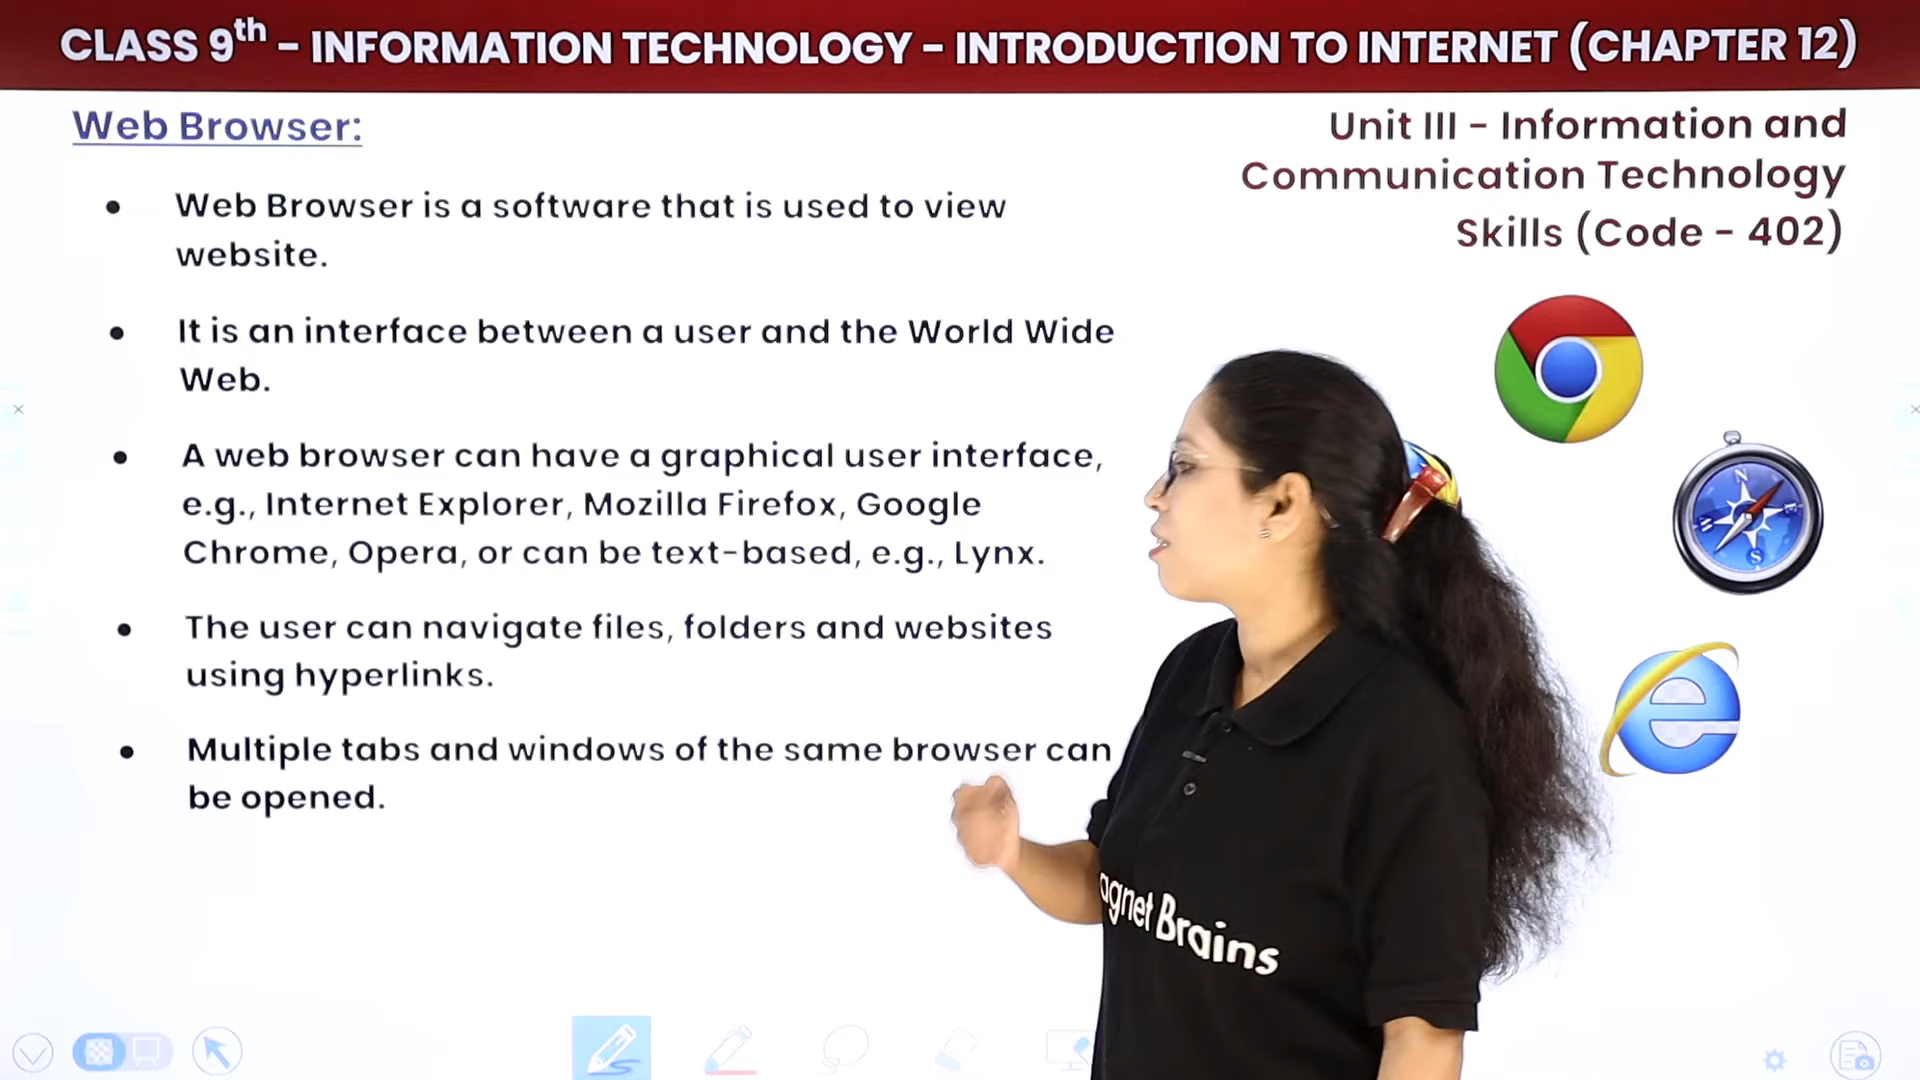 CLASS 9th – INFORMATION TECHNOLOGY – INTRODUCTION TO INTERNET (CHAPTER 12)
Web Browser:
Unit III – Information and
Communication Technology
Skills (Code – 402)
• Web Browser is a software that is used to view
website.
• It is an interface between a user and the World Wide
Web.
• A web browser can have a graphical user interface,
e.g., Internet Explorer, Mozilla Firefox, Google
Chrome, Opera, or can be text-based, e.g., Lynx.
• The user can navigate files, folders and websites
using hyperlinks.
• Multiple tabs and windows of the same browser can
be opened.
N
E
S
W
e
agnet Brains